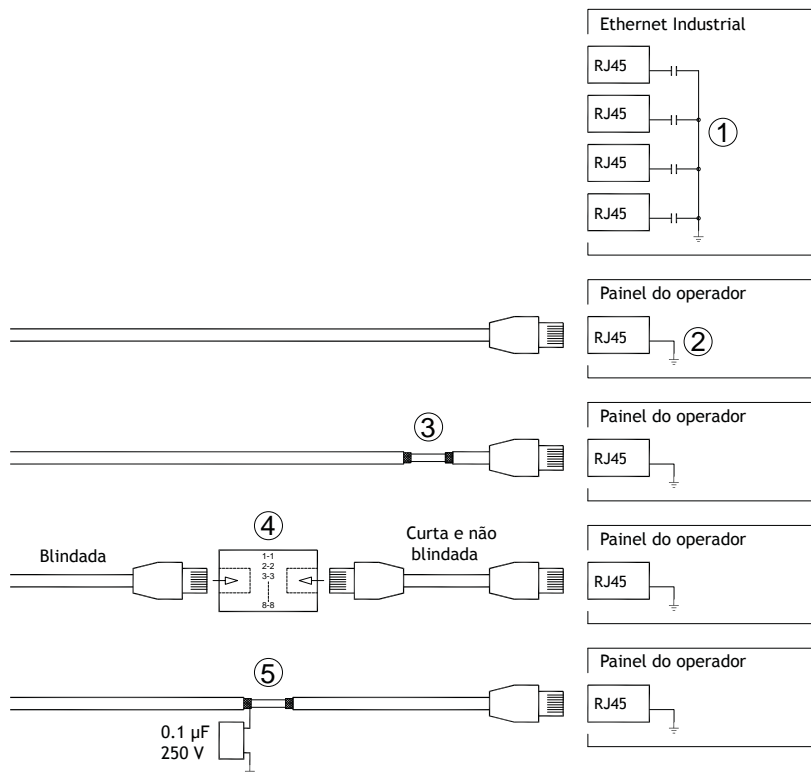 Ethernet Industrial
RJ45
RJ45
1
RJ45
RJ45
Painel do operador
RJ45
2
Painel do operador
3
RJ45
Painel do operador
4
Curta e não
blindada
Blindada
1-1
2-2
3-3
8-8
RJ45
Painel do operador
5
RJ45
0.1 µF
250 V